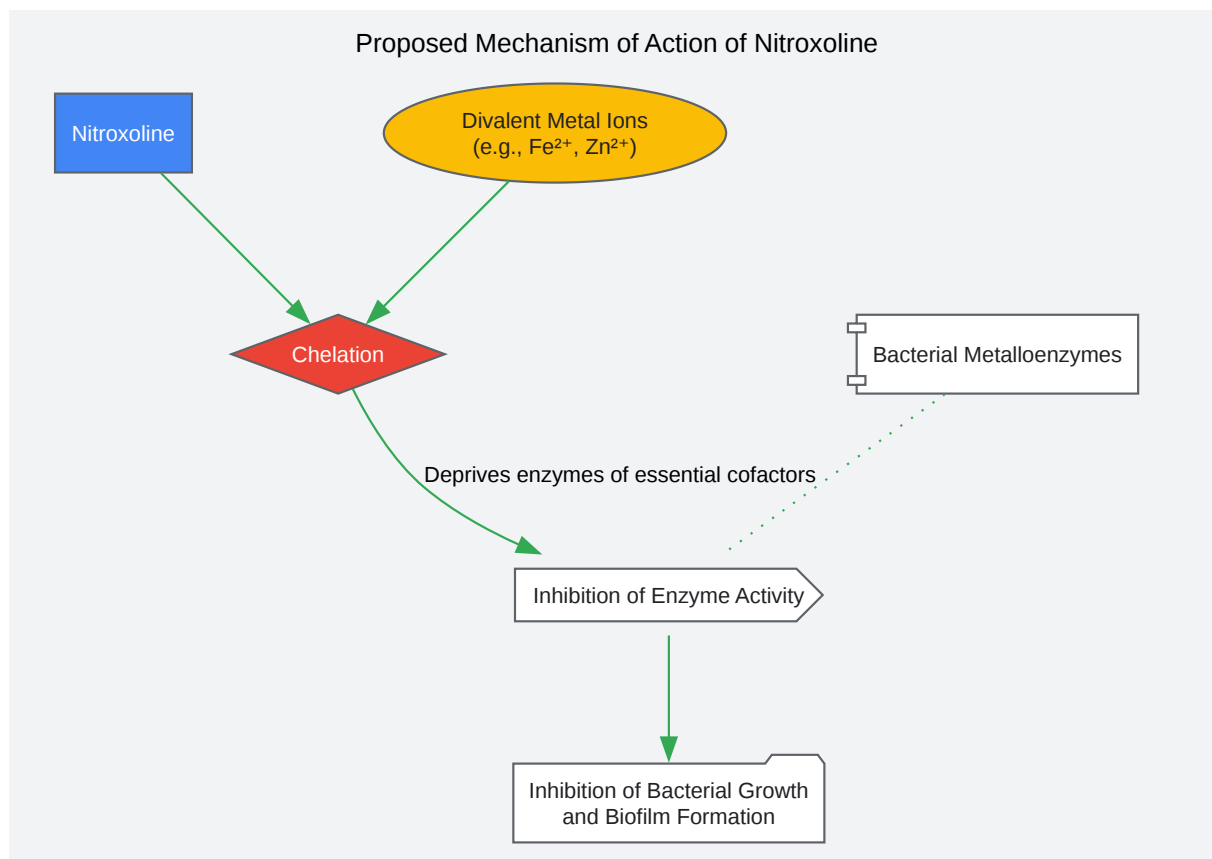 Proposed Mechanism of Action of Nitroxoline
Nitroxoline
Divalent Metal Ions
(e.g., Fe²⁺, Zn²⁺)
Chelation
Bacterial Metalloenzymes
Deprives enzymes of essential cofactors
Inhibition of Enzyme Activity
Inhibition of Bacterial Growth
and Biofilm Formation